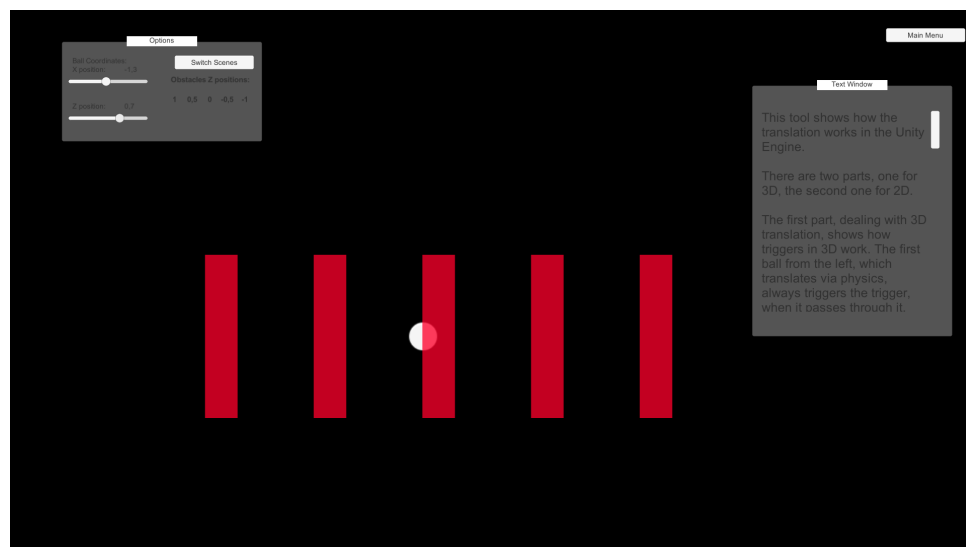 Options
Main Menu
Ball Coordinates:
X position: -1,3
Switch Scenes
Obstacles Z positions:
Z position: 0,7
1 0,5 0 -0,5 -1
Text Window
This tool shows how the
translation works in the Unity
Engine.
There are two parts, one for
3D, the second one for 2D.
The first part, dealing with 3D
translation, shows how
triggers in 3D work. The first
ball from the left, which
translates via physics,
always triggers the trigger,
when it passes through it.